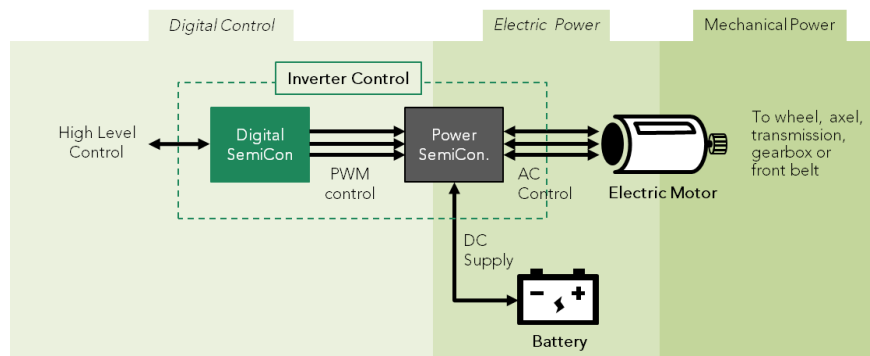 Digital Control
Electric Power
Mechanical Power
Inverter Control
High Level
Control
Digital
SemiCon
PWM
control
Power
SemiCon.
AC
Control
Electric Motor
To wheel, axel,
transmission,
gearbox or
front belt
DC
Supply
Battery